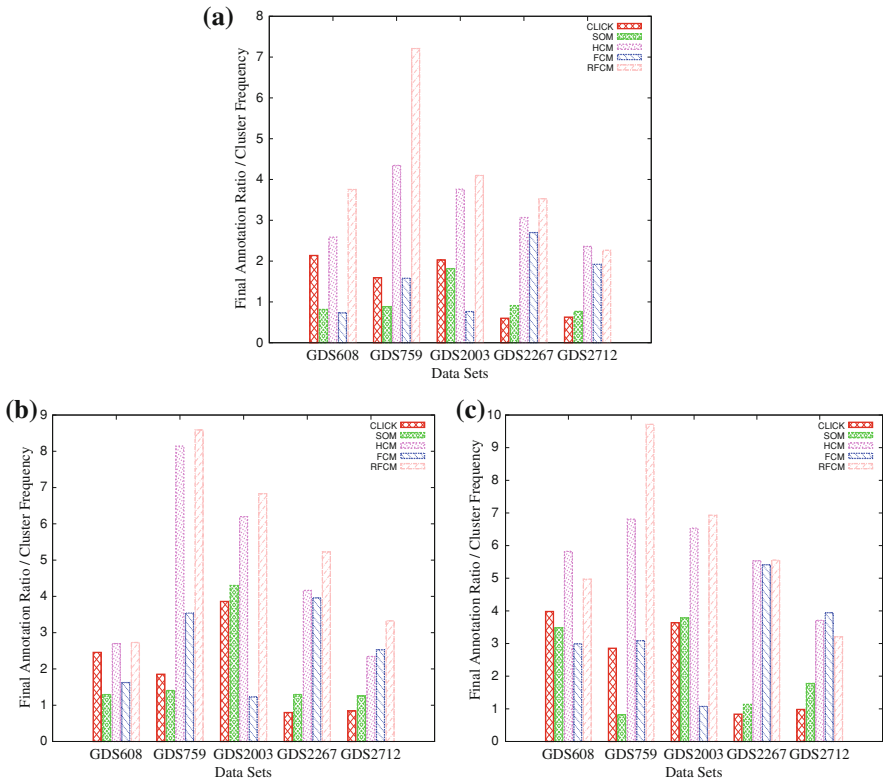 (a)
Final Annotation Ratio / Cluster Frequency
8
7
6
5
4
3
2
1
0
CLICK
SOM
HCM
FCM
RFCM
GDS608 GDS759 GDS2003 GDS2267 GDS2712
Data Sets
(b)
Final Annotation Ratio / Cluster Frequency
9
8
7
6
5
4
3
2
1
0
CLICK
SOM
HCM
FCM
RFCM
GDS608 GDS759 GDS2003 GDS2267 GDS2712
Data Sets
(c)
Final Annotation Ratio / Cluster Frequency
10
9
8
7
6
5
4
3
2
1
0
CLICK
SOM
HCM
FCM
RFCM
GDS608 GDS759 GDS2003 GDS2267 GDS2712
Data Sets